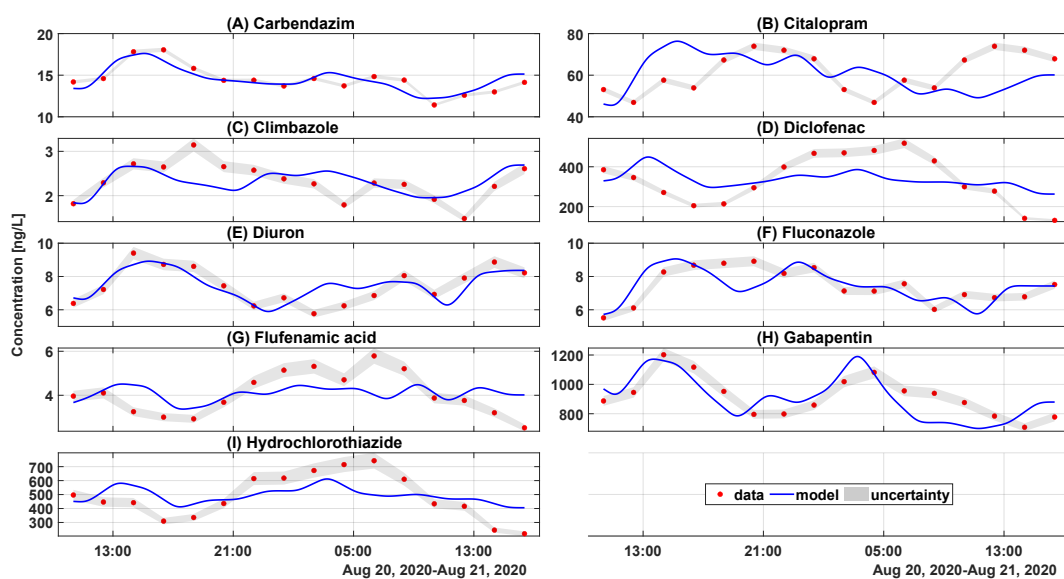 (A) Carbendazim
20
15
10
(B) Citalopram
80
60
40
(C) Climbazole
3
2
(D) Diclofenac
400
200
(E) Diuron
10
8
6
(F) Fluconazole
10
8
6
(G) Flufenamic acid
6
4
(H) Gabapentin
1200
1000
800
(I) Hydrochlorothiazide
700
600
500
400
300
Concentration [ng/L]
data model uncertainty
13:00 21:00 05:00 13:00
Aug 20, 2020-Aug 21, 2020
13:00 21:00 05:00 13:00
Aug 20, 2020-Aug 21, 2020